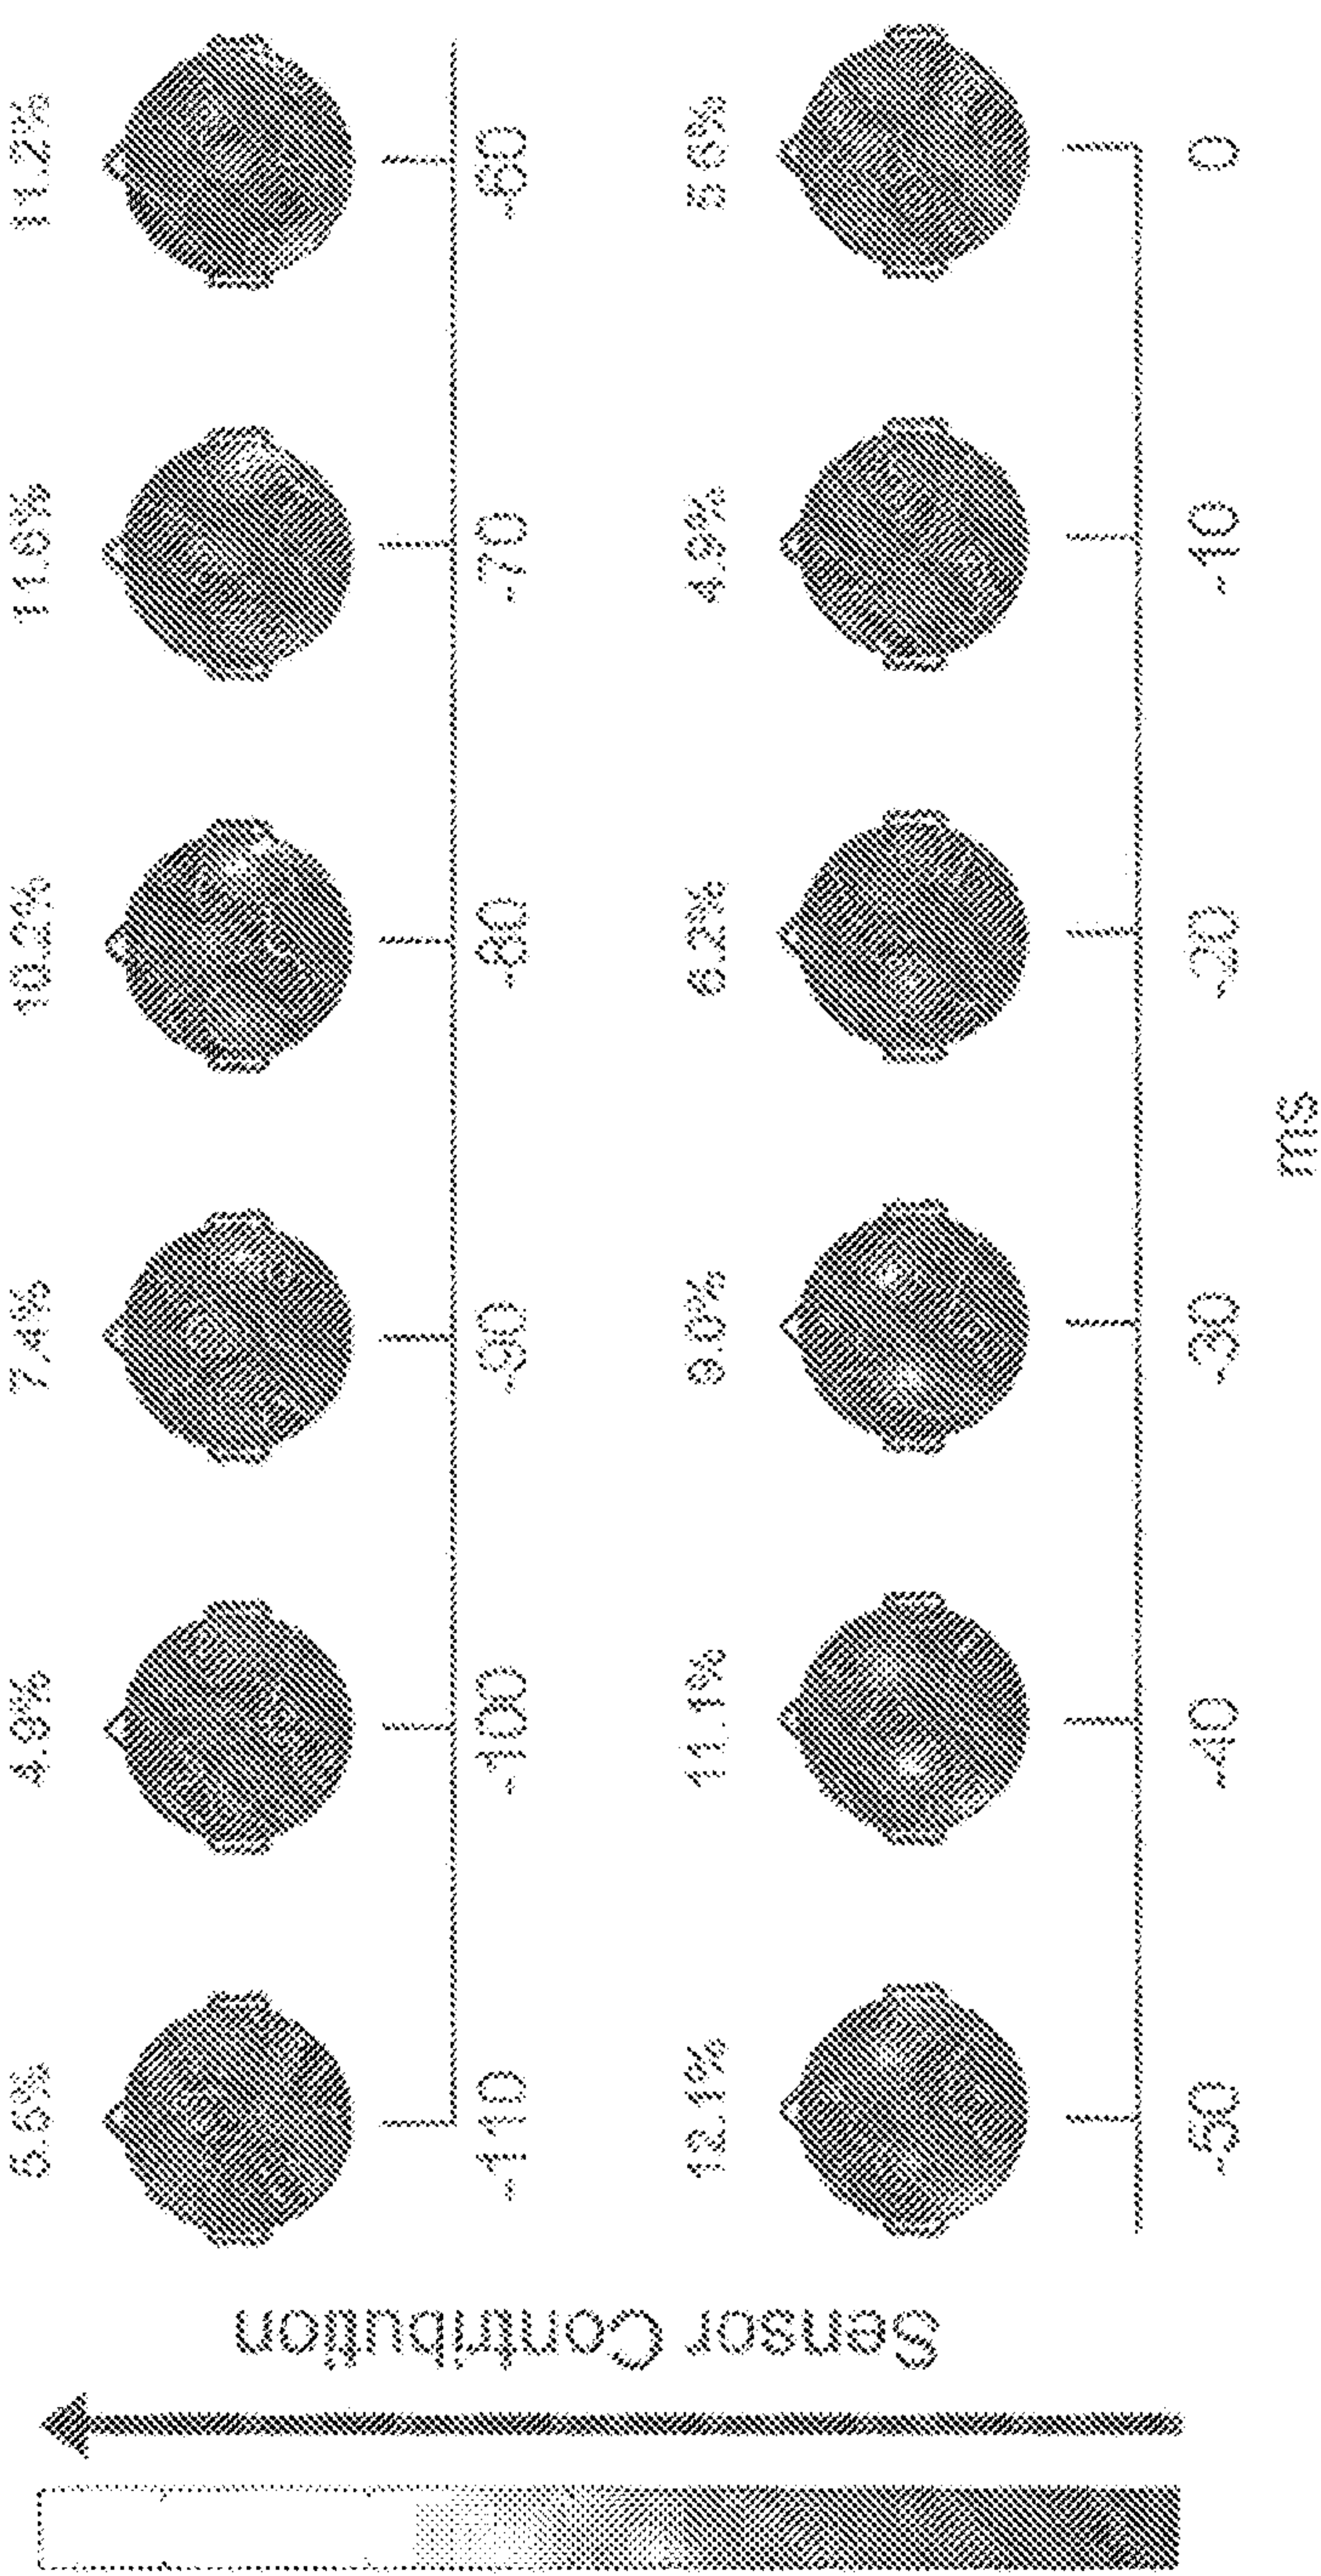 Sensor Contribution
5.6% 4.9% 7.4% 10.2% 11.6% 11.2%
-110 -100 -90 -80 -70 -60
12.1% 11.1% 9.0% 6.2% 4.9% 5.6%
-50 -40 -30 -20 -10 0
ms